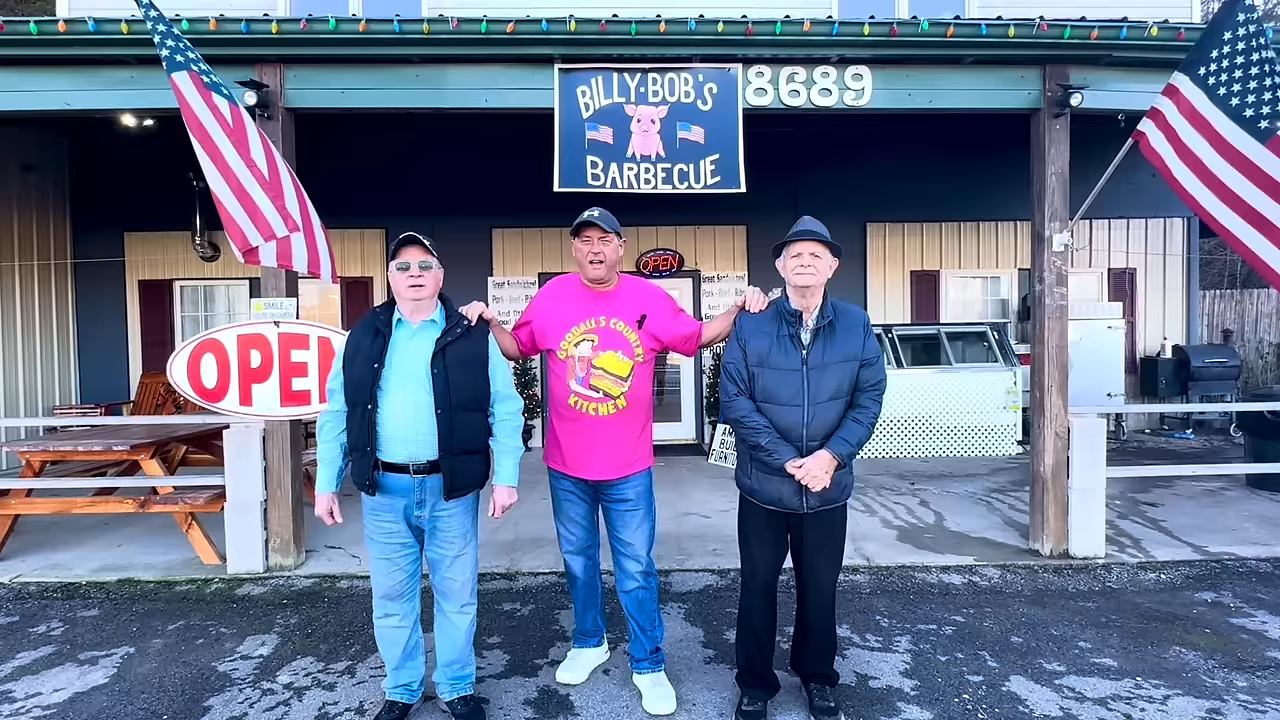 BILLY·BOB'S
BARBECUE
8689
OPEN
Great Sandwiches!
Pork - Beef - Ribs
Great Sandwiches!
Pork - Beef
SMILE
OPEN
GOODALL'S COUNTRY
KITCHEN